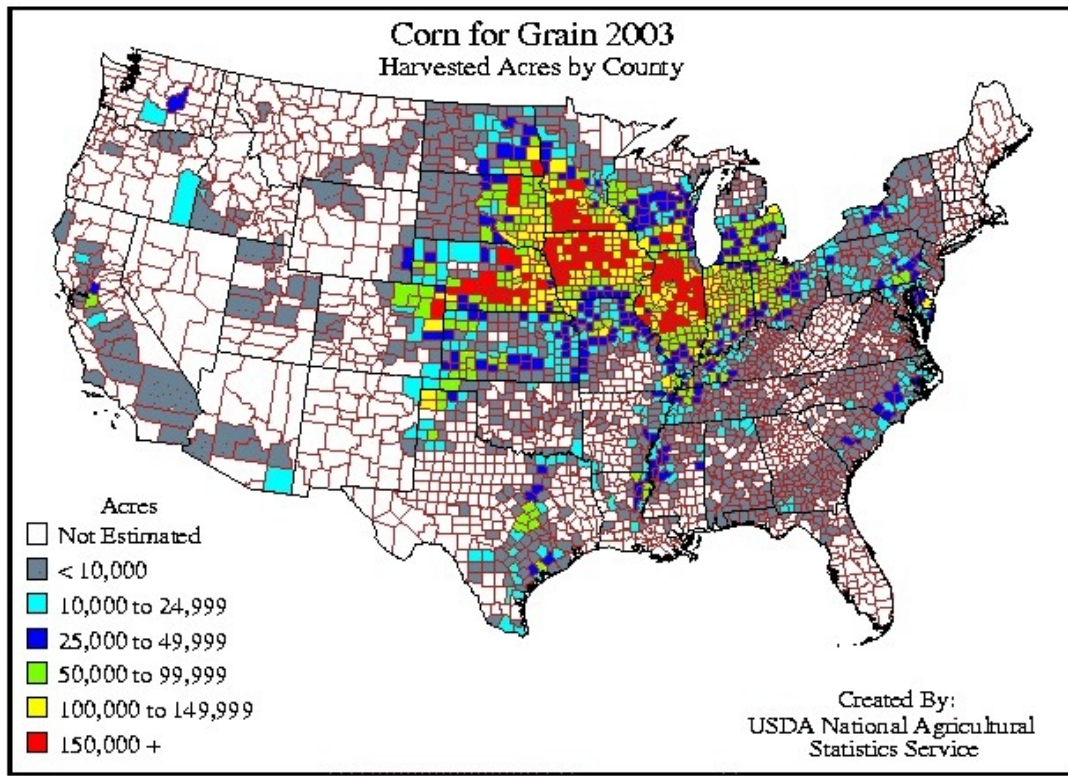 Corn for Grain 2003
Harvested Acres by County
Acres
Not Estimated
< 10,000
10,000 to 24,999
25,000 to 49,999
50,000 to 99,999
100,000 to 149,999
150,000 +
Created By:
USDA National Agricultural
Statistics Service